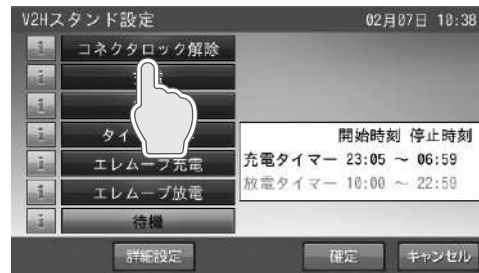 V2Hスタンド設定
02月07日 10:38
コネクタロック解除
タイ
エレムーブ充電
エレムーブ放電
待機
開始時刻 停止時刻
充電タイマー 23:05 ～ 06:59
放電タイマー 10:00 ～ 22:59
詳細設定
確定
キャンセル